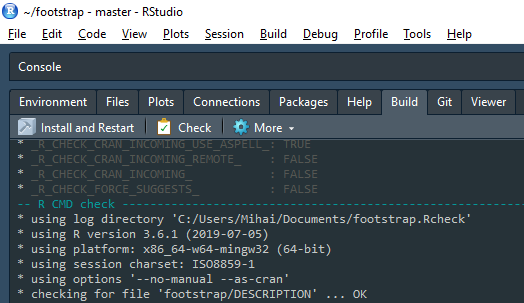 ~/footstrap - master - RStudio
File Edit Code View Plots Session Build Debug Profile Tools Help
Console
Environment Files Plots Connections Packages Help Build Git Viewer
Install and Restart Check More
* _R_CHECK_CRAN_INCOMING_USE_ASPELL_: TRUE
* _R_CHECK_CRAN_INCOMING_REMOTE_ : FALSE
* _R_CHECK_CRAN_INCOMING_ : FALSE
* _R_CHECK_FORCE_SUGGESTS_ : FALSE
-- R CMD check --------------------------------------------------
* using log directory 'C:/Users/Mihai/Documents/footstrap.Rcheck'
* using R version 3.6.1 (2019-07-05)
* using platform: x86_64-w64-mingw32 (64-bit)
* using session charset: ISO8859-1
* using options '--no-manual --as-cran'
* checking for file 'footstrap/DESCRIPTION' ... OK